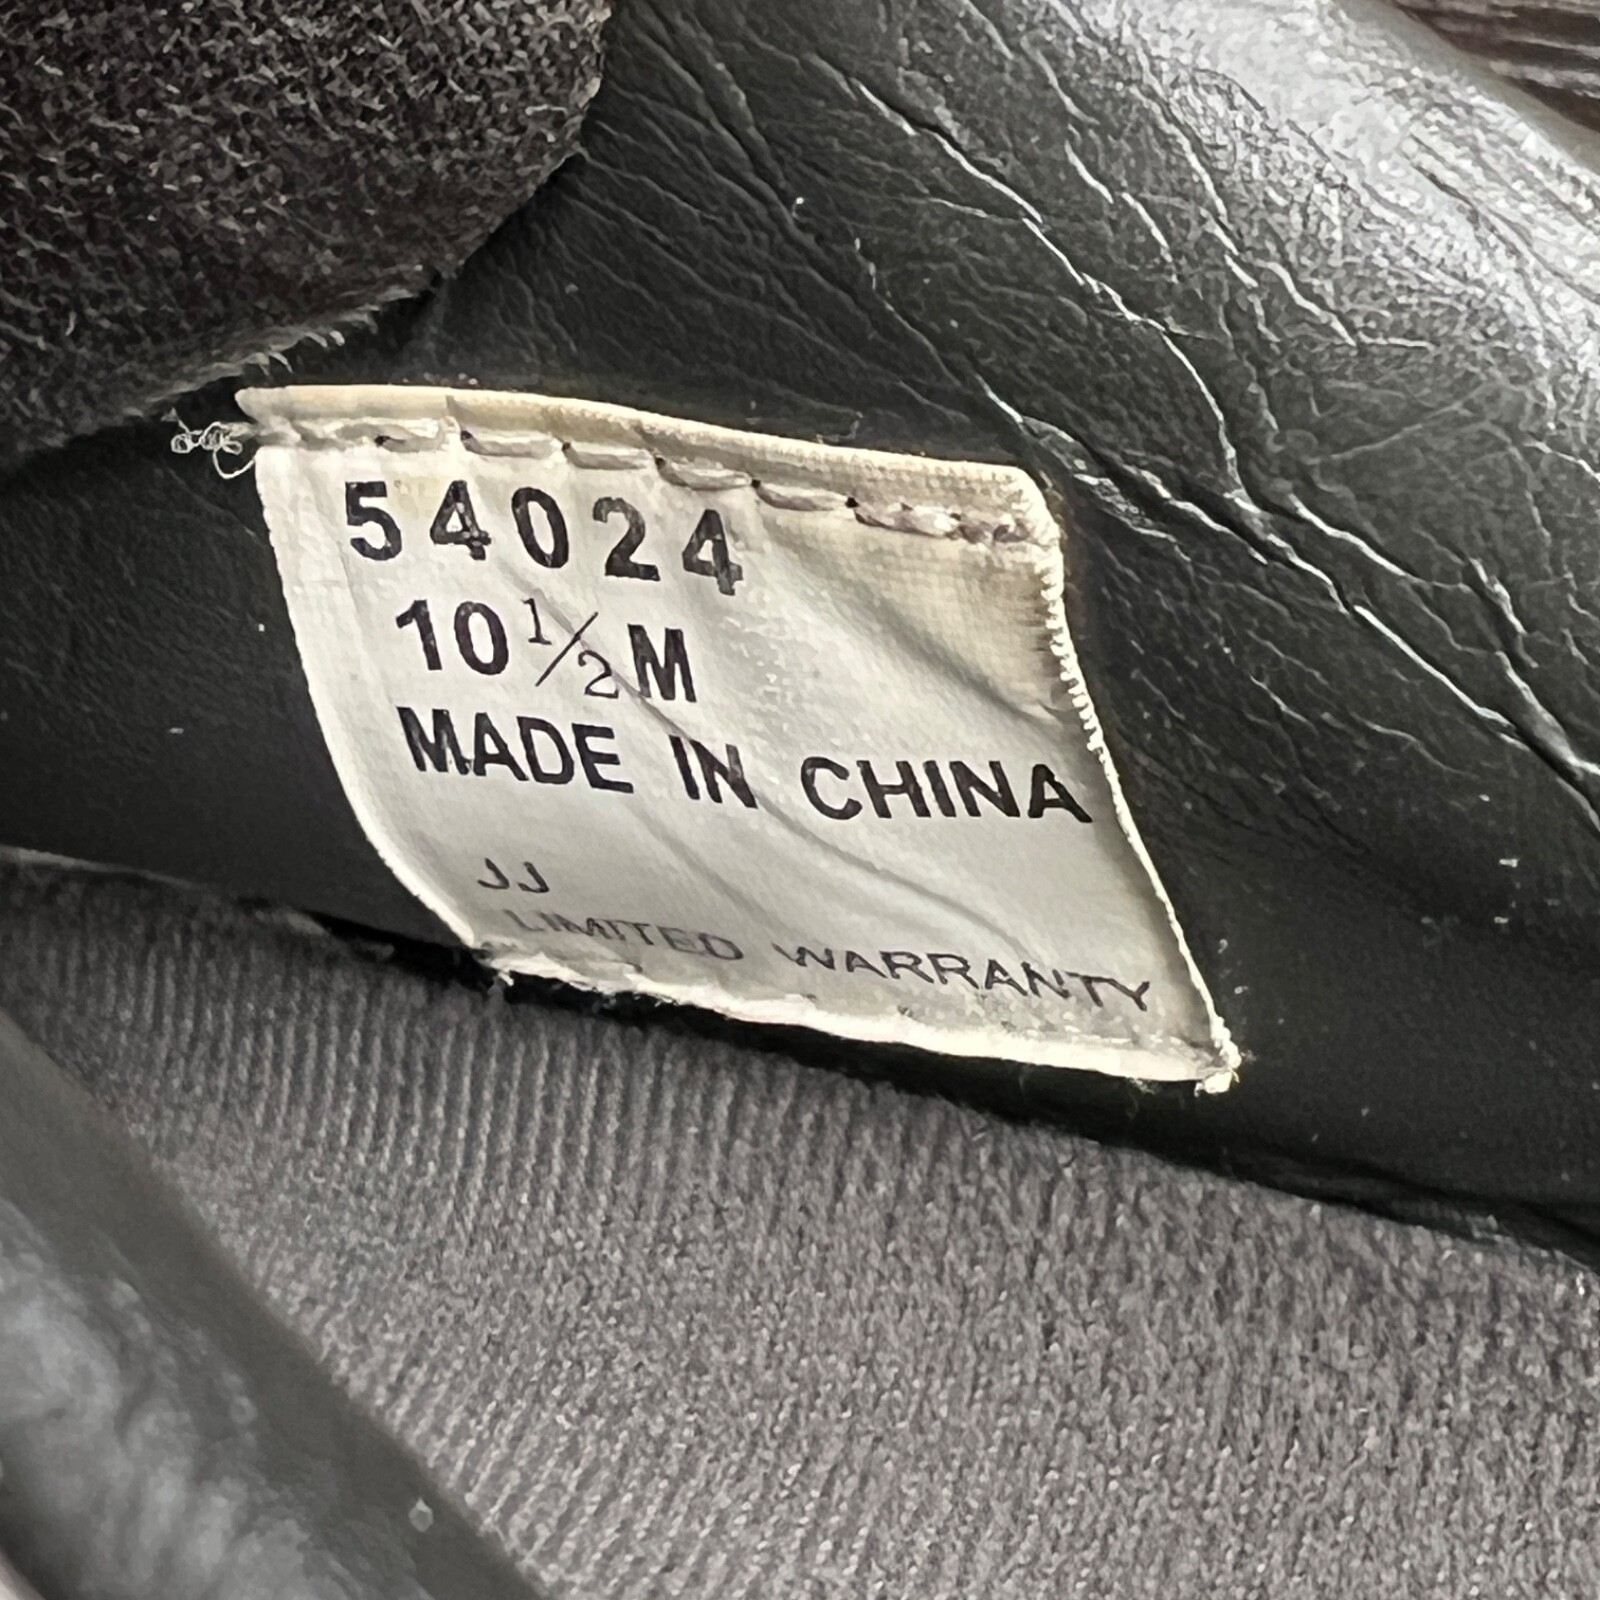 54024
10 1/2 M
MADE IN CHINA
JJ
LIMITED WARRANTY